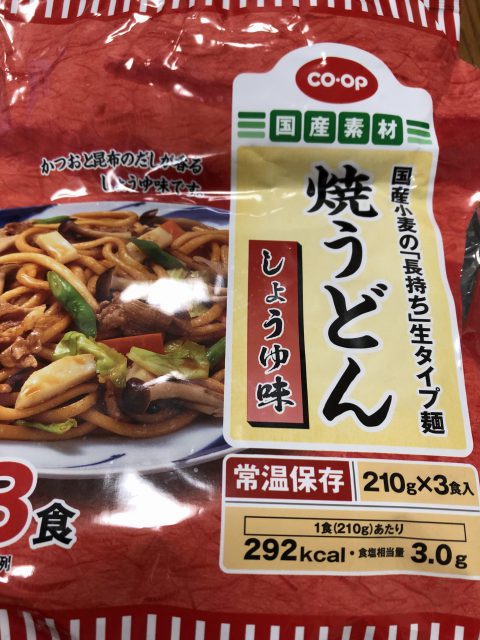 CO·OP
国産素材
かつおと昆布のだしが香る
しょうゆ味です。
国産小麦の「長持ち」生タイプ麺
焼うどん
しょうゆ味
常温保存
210g×3食入
1食(210g)あたり
292kcal・食塩相当量 3.0g
3食
例